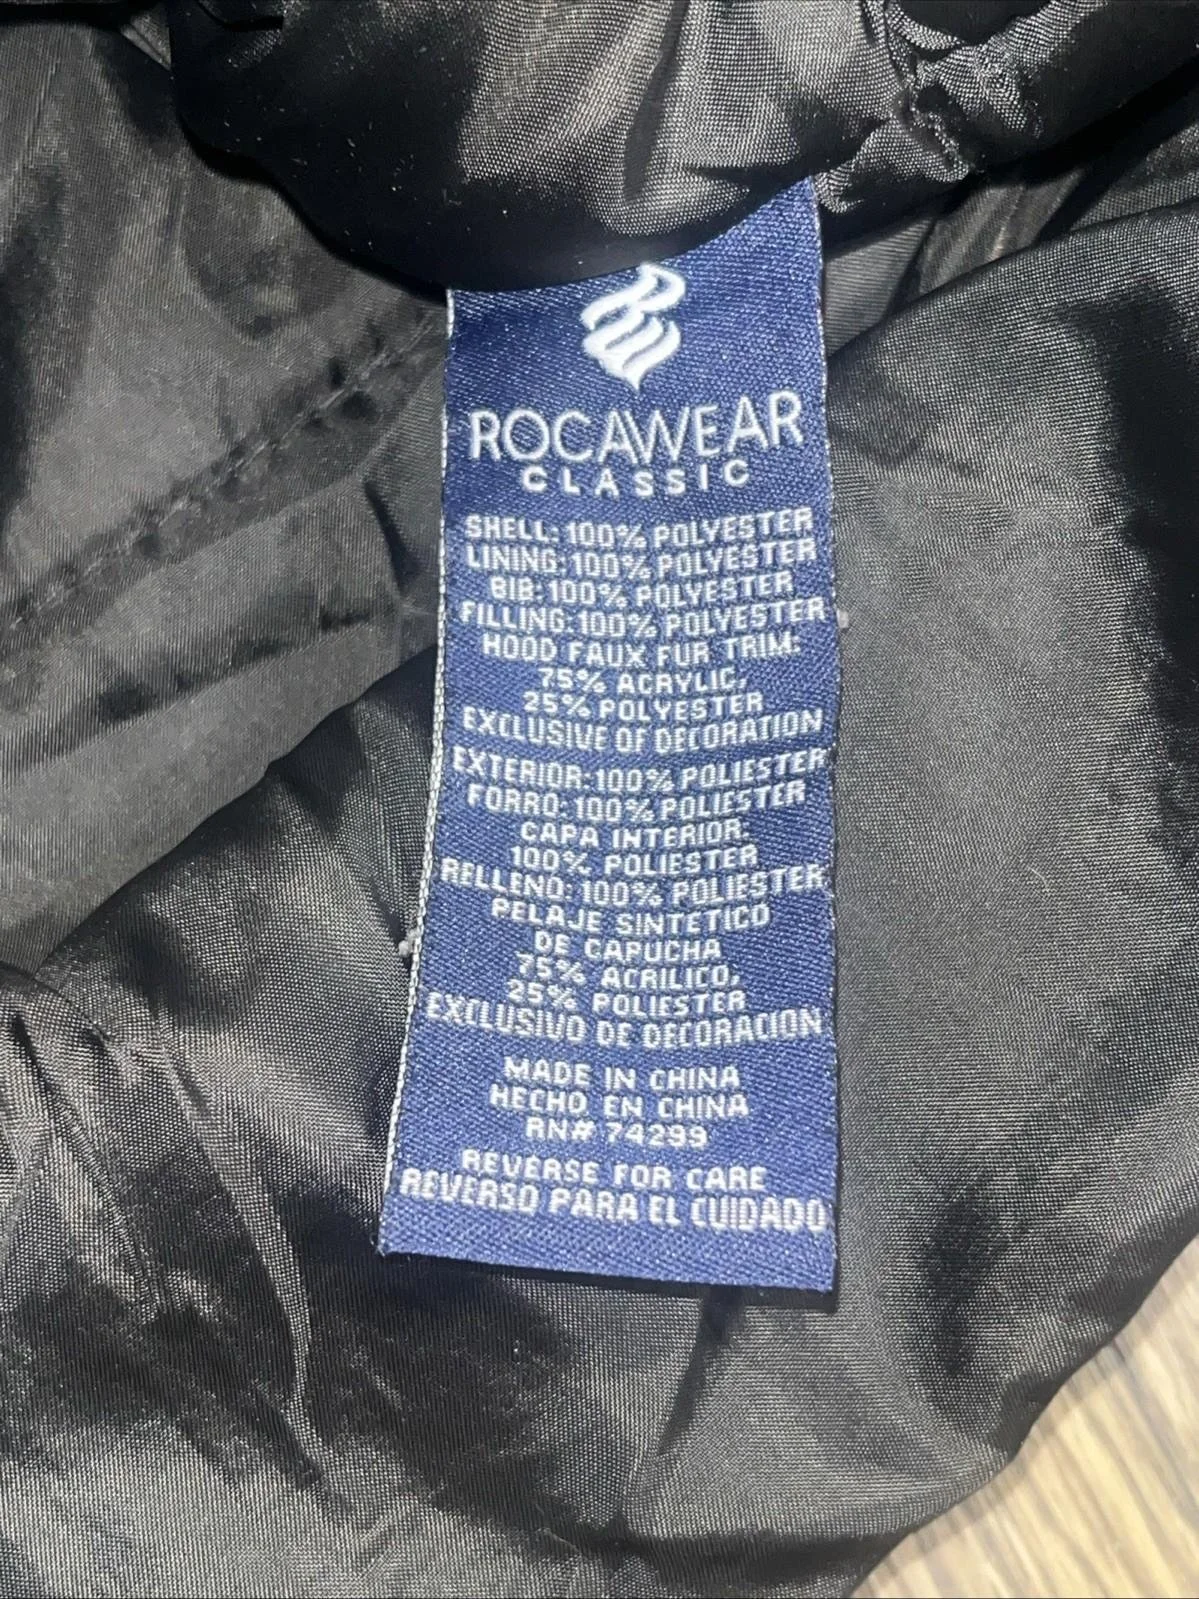 ROCAWEAR
CLASSIC
SHELL: 100% POLYESTER
LINING: 100% POLYESTER
BIB: 100% POLYESTER
FILLING: 100% POLYESTER
HOOD FAUX FUR TRIM:
75% ACRYLIC,
25% POLYESTER
EXCLUSIVE OF DECORATION
EXTERIOR: 100% POLIESTER
FORRO: 100% POLIESTER
CAPA INTERIOR:
100% POLIESTER
RELLENO: 100% POLIESTER
PELAJE SINTETICO
DE CAPUCHA
75% ACRILICO,
25% POLIESTER
EXCLUSIVO DE DECORACION
MADE IN CHINA
HECHO EN CHINA
RN# 74299
REVERSE FOR CARE
REVERSO PARA EL CUIDADO